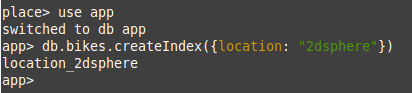 place> use app
switched to db app
app> db.bikes.createIndex({location: "2dsphere"})
location_2dsphere
app>